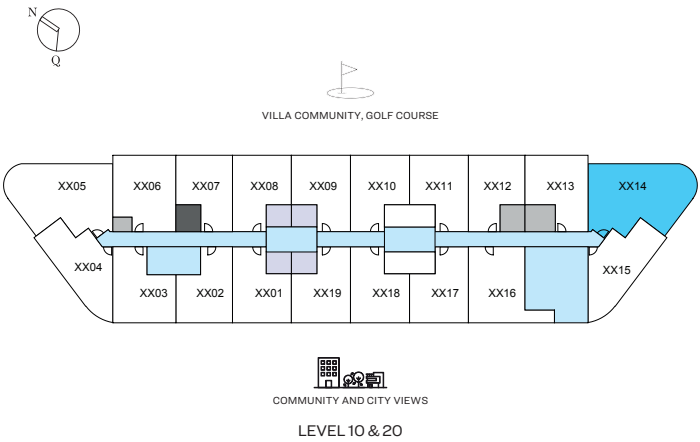 N
Q
VILLA COMMUNITY, GOLF COURSE
XX05 XX06 XX07 XX08 XX09 XX10 XX11 XX12 XX13 XX14
XX04 XX15
XX03 XX02 XX01 XX19 XX18 XX17 XX16
COMMUNITY AND CITY VIEWS
LEVEL 10 & 20